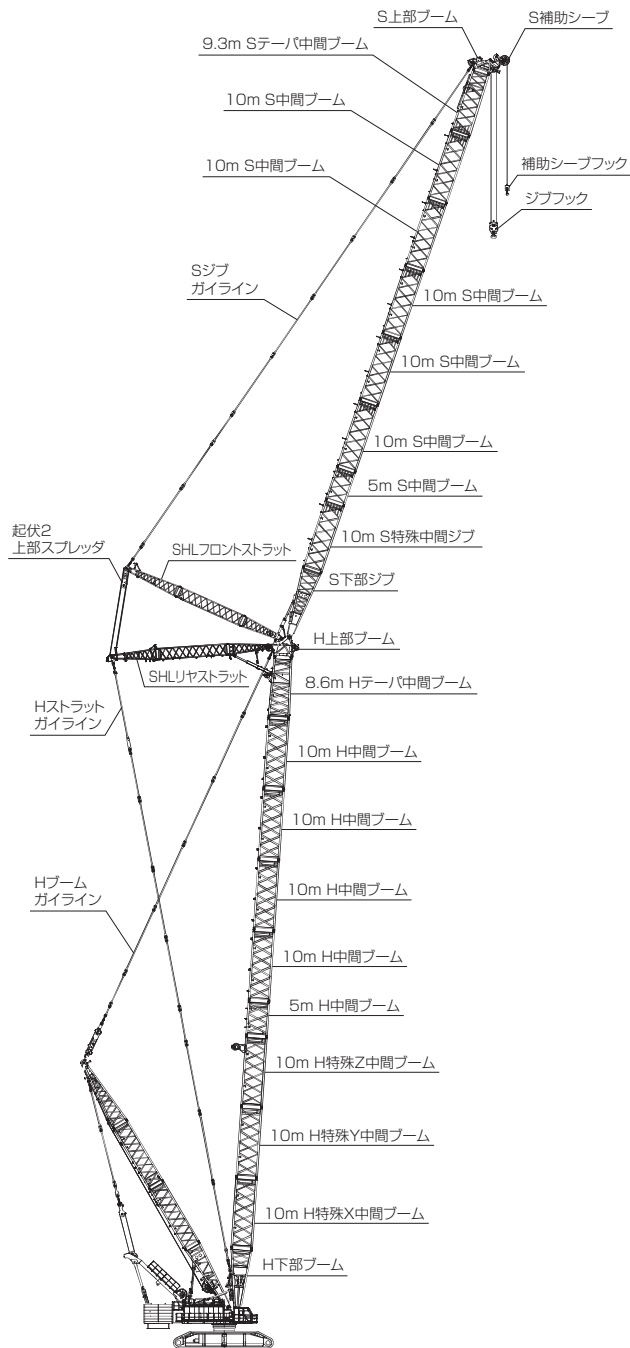 S上部ブーム
S補助シーブ
9.3m Sテーパ中間ブーム
10m S中間ブーム
10m S中間ブーム
補助シーブフック
ジブフック
Sジブ
ガイライン
10m S中間ブーム
10m S中間ブーム
10m S中間ブーム
5m S中間ブーム
起伏2
上部スプレッダ
SHLフロントストラット
10m S特殊中間ジブ
S下部ジブ
H上部ブーム
SHLリヤストラット
8.6m Hテーパ中間ブーム
Hストラット
ガイライン
10m H中間ブーム
10m H中間ブーム
Hブーム
ガイライン
10m H中間ブーム
10m H中間ブーム
5m H中間ブーム
10m H特殊Z中間ブーム
10m H特殊Y中間ブーム
10m H特殊X中間ブーム
H下部ブーム